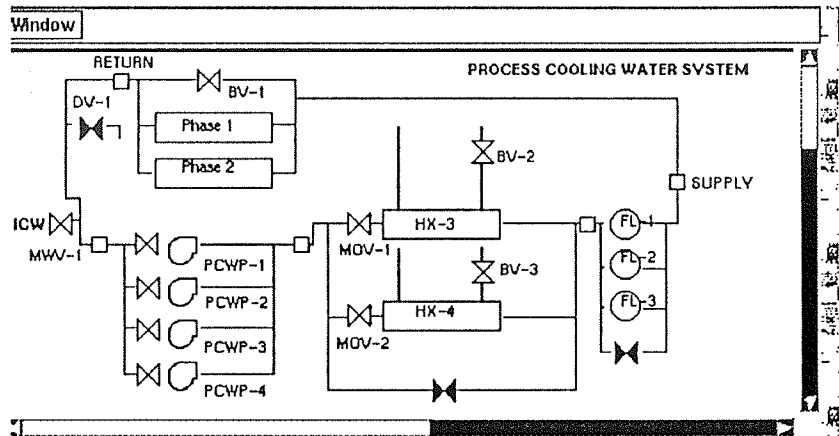 Window
RETURN
PROCESS COOLING WATER SYSTEM
DV-1
BV-1
Phase 1
Phase 2
BV-2
SUPPLY
ICW
HX-3
FL-1
MWV-1
MOV-1
PCWP-1
FL-2
BV-3
PCWP-2
HX-4
FL-3
PCWP-3
MOV-2
PCWP-4